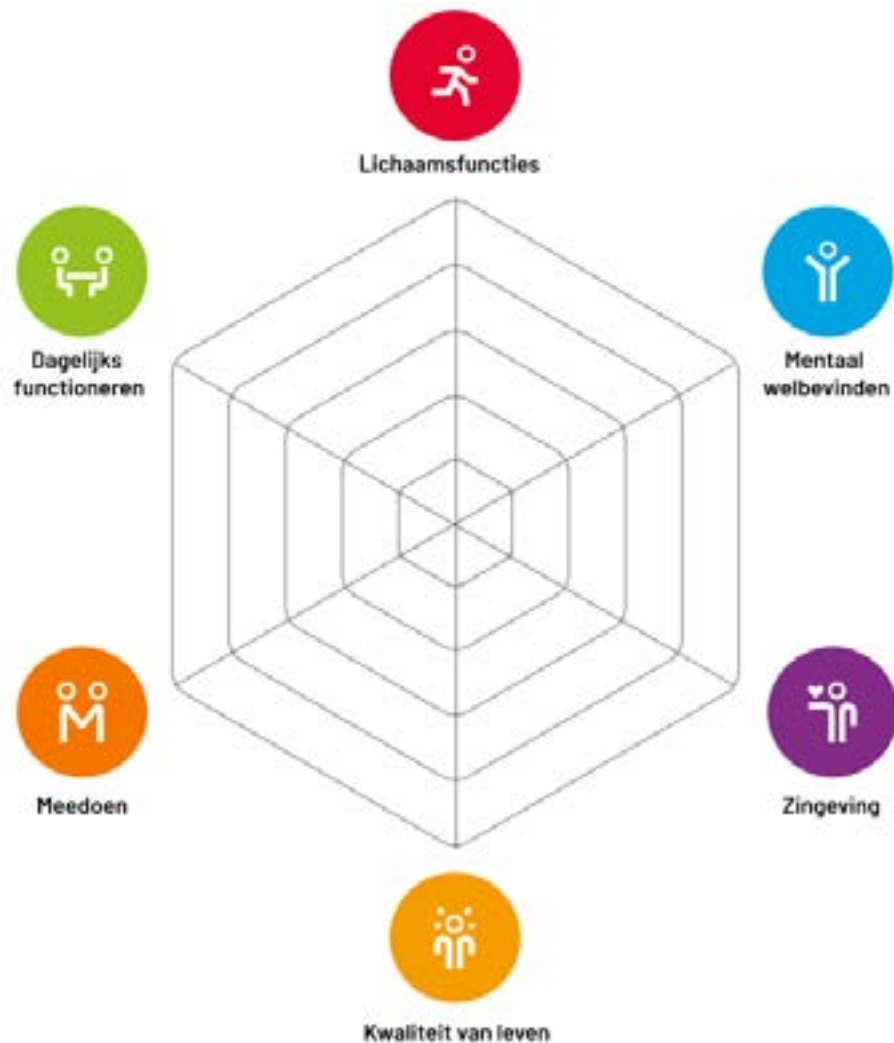 Lichaamsfuncties
Dagelijks
functioneren
Mentaal
welbevinden
Meedoen
Zingeving
Kwaliteit van leven